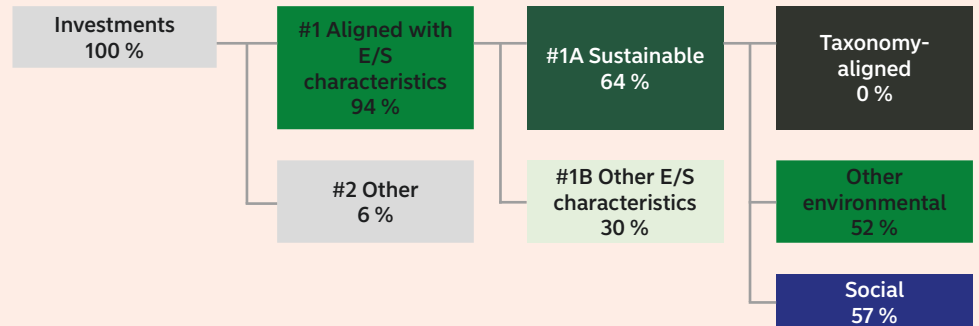 Investments
100 %
#1 Aligned with
E/S
characteristics
94 %
#1A Sustainable
64 %
Taxonomy-
aligned
0 %
#2 Other
6 %
#1B Other E/S
characteristics
30 %
Other
environmental
52 %
Social
57 %